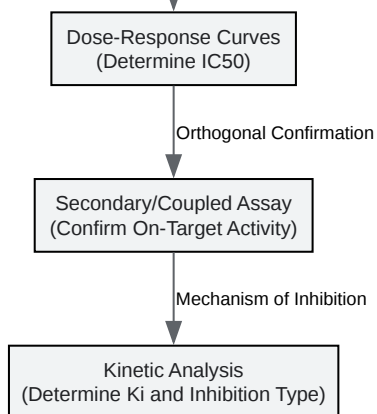 Dose-Response Curves
(Determine IC50)
Orthogonal Confirmation
Secondary/Coupled Assay
(Confirm On-Target Activity)
Mechanism of Inhibition
Kinetic Analysis
(Determine Ki and Inhibition Type)